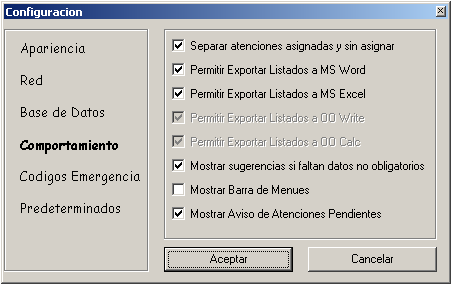 Configuracion
Apariencia
Red
Base de Datos
Comportamiento
Codigos Emergencia
Predeterminados
Separar atenciones asignadas y sin asignar
Permitir Exportar Listados a MS Word
Permitir Exportar Listados a MS Excel
Permitir Exportar Listados a OO Write
Permitir Exportar Listados a OO Calc
Mostrar sugerencias si faltan datos no obligatorios
Mostrar Barra de Menues
Mostrar Aviso de Atenciones Pendientes
Aceptar
Cancelar